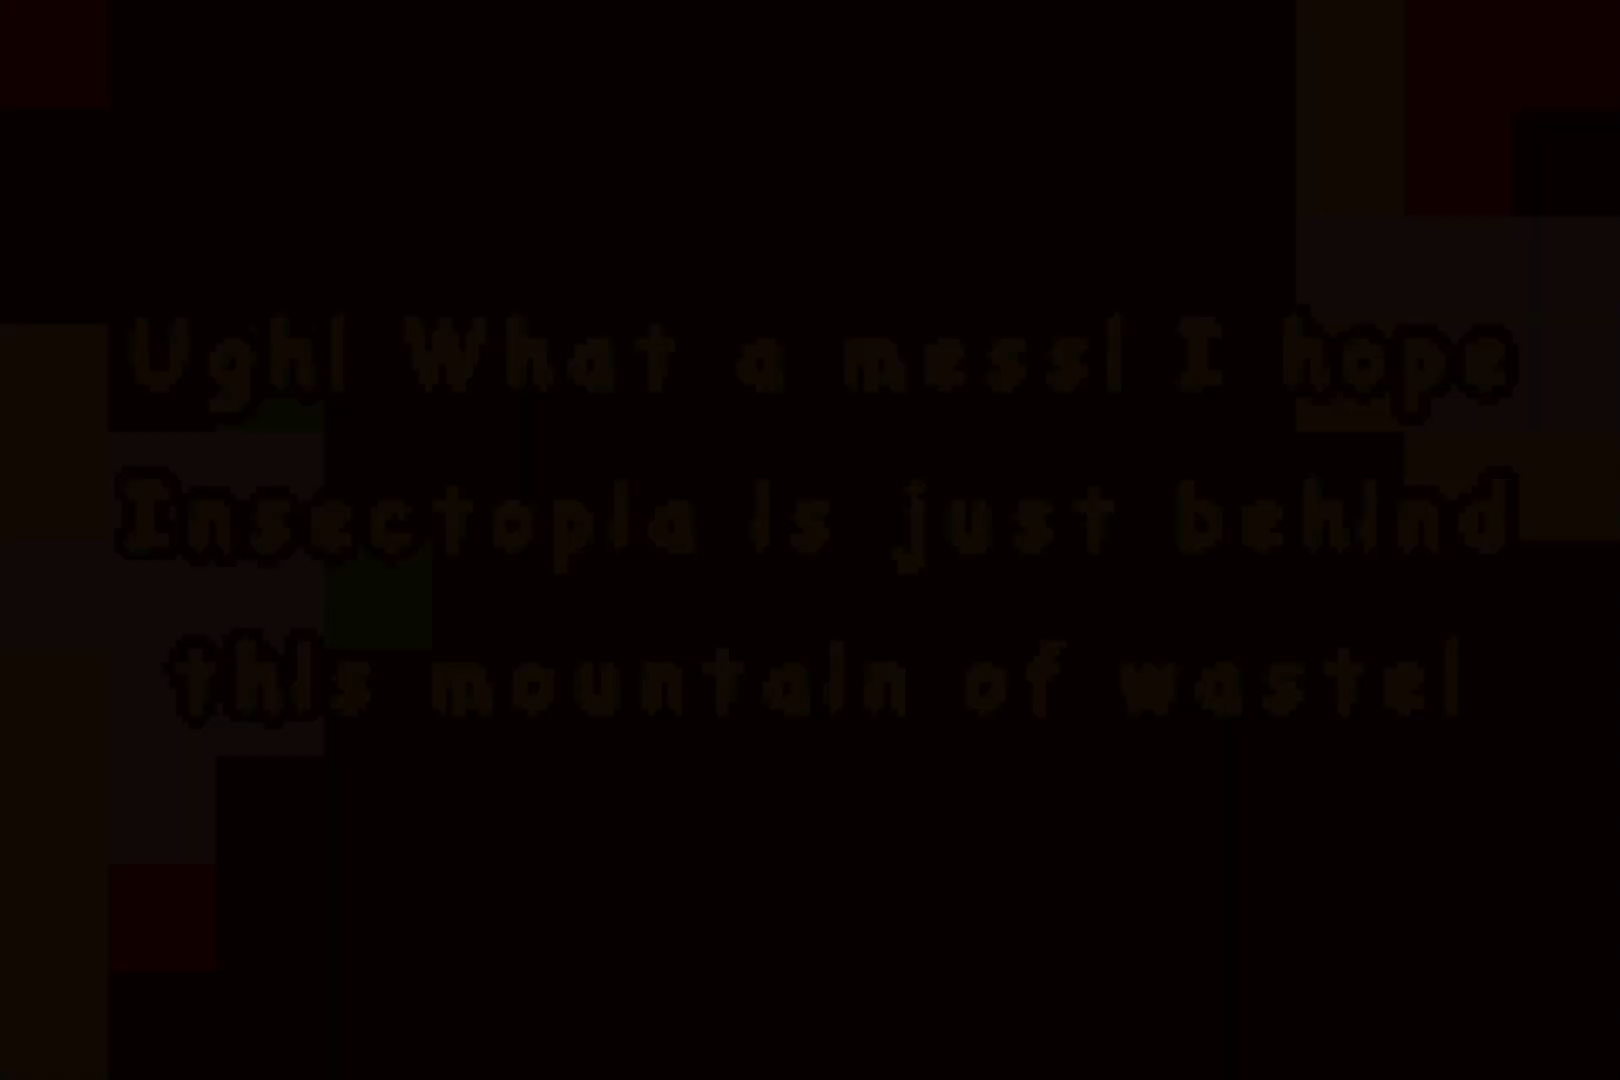 Ugh! What a mess! I hope
Insectopia is just behind
this mountain of waste!